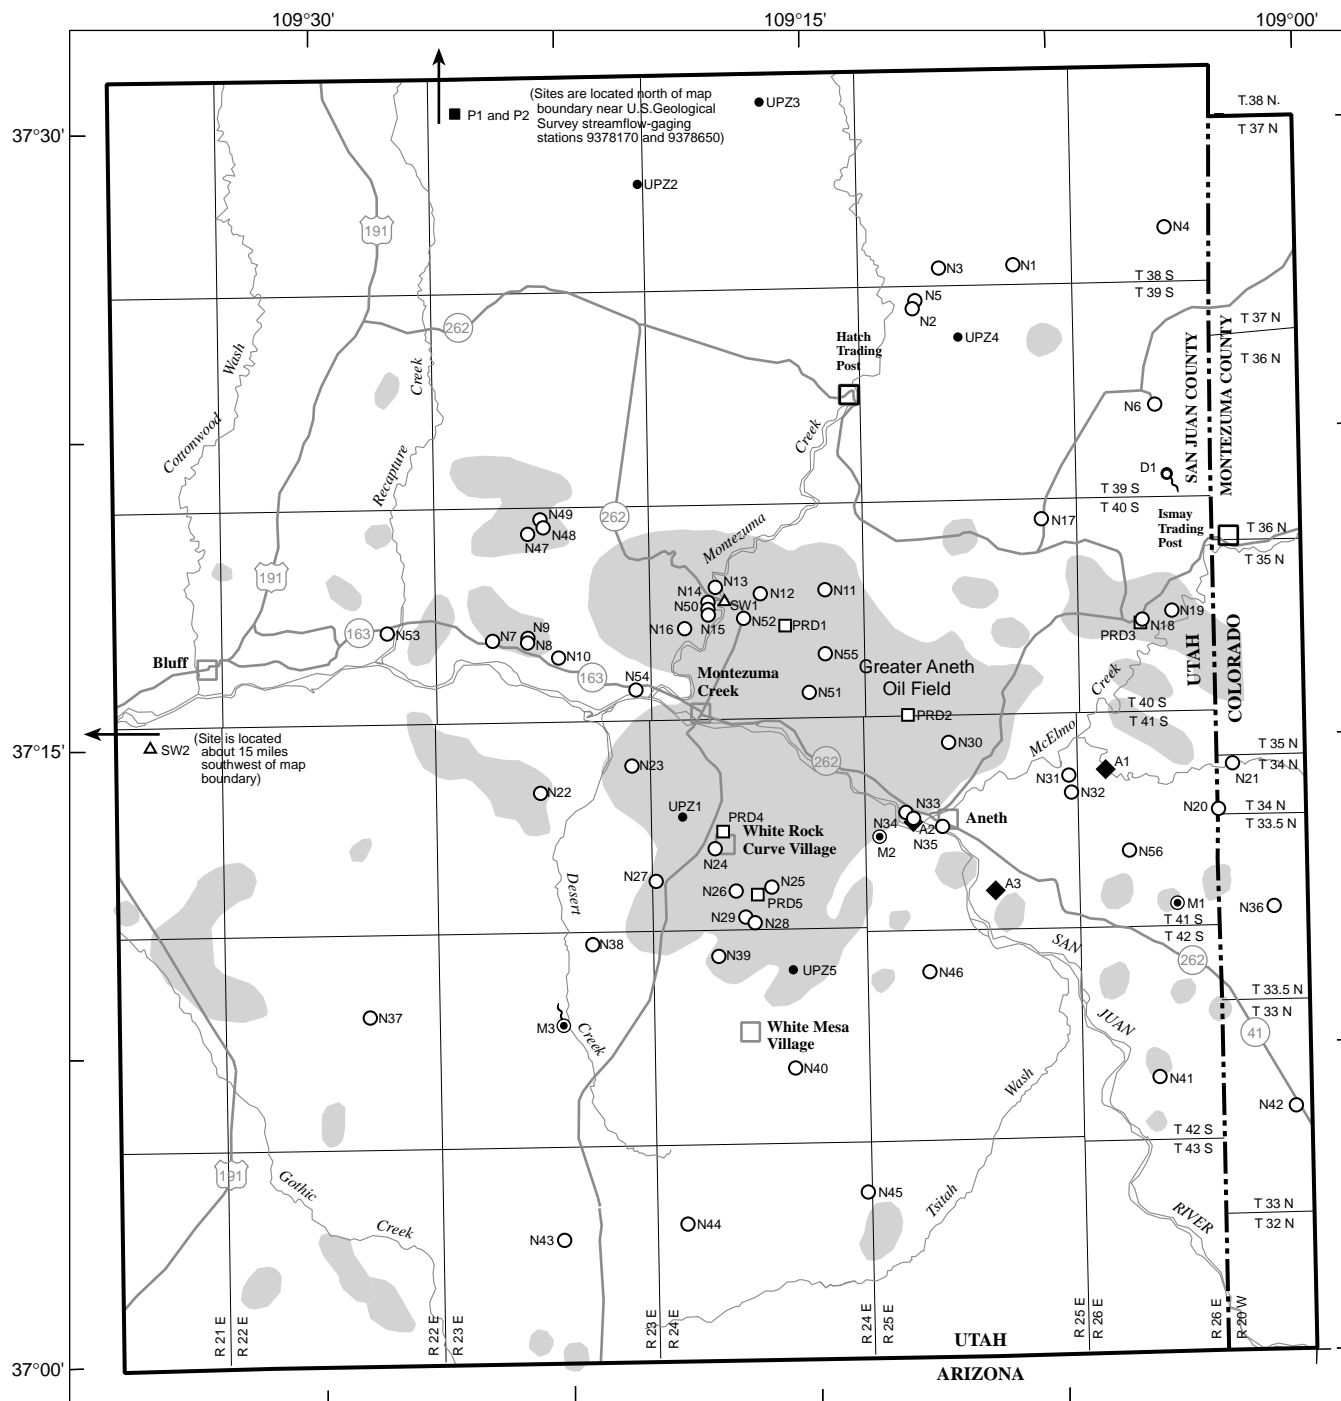 109°30'
109°15'
109°00'
37°30'
P1 and P2
(Sites are located north of map
boundary near U.S.Geological
Survey streamflow-gaging
stations 9378170 and 9378650)
UPZ3
T.38 N.
T 37 N
UPZ2
191
N4
N3
N1
T 38 S
T 39 S
N5
N2
UPZ4
262
Hatch
Trading
Post
T 37 N
T 36 N
SAN JUAN COUNTY
MONTEZUMA COUNTY
Wash
Creek
Cottonwood
Recapture
Creek
N6
D1
T 39 S
T 40 S
N17
Ismay
Trading
Post
T 36 N
T 35 N
262
N49
N48
N47
Montezuma
191
N13
N14
N50
SW1
N12
N11
N15
N16
N52
PRD1
N19
N18
PRD3
163
N53
N7
N9
N8
N10
163
N54
Bluff
N55
Greater Aneth
Oil Field
Montezuma
Creek
N51
PRD2
Creek
McElmo
UTAH
COLORADO
T 40 S
T 41 S
37°15'
SW2
(Site is located
about 15 miles
southwest of map
boundary)
N30
262
T 35 N
T 34 N
N23
N22
N31
A1
N32
N21
N20
T 34 N
T 33.5 N
UPZ1
PRD4
White Rock
Curve Village
N24
N33
N34
A2
N35
M2
Aneth
N56
N27
N26
N25
PRD5
N29
N28
A3
M1
N36
T 41 S
T 42 S
Desert
N38
N39
UPZ5
N46
SAN
262
T 33.5 N
T 33 N
N37
M3
Creek
White Mesa
Village
JUAN
41
N40
Wash
N41
N42
T 42 S
T 43 S
191
Gothic
Creek
N45
Tsitah
N44
N43
RIVER
T 33 N
T 32 N
R 21 E
R 22 E
R 22 E
R 23 E
R 23 E
R 24 E
R 24 E
R 25 E
R 25 E
R 26 E
R 26 E
R 20 W
37°00'
UTAH
ARIZONA